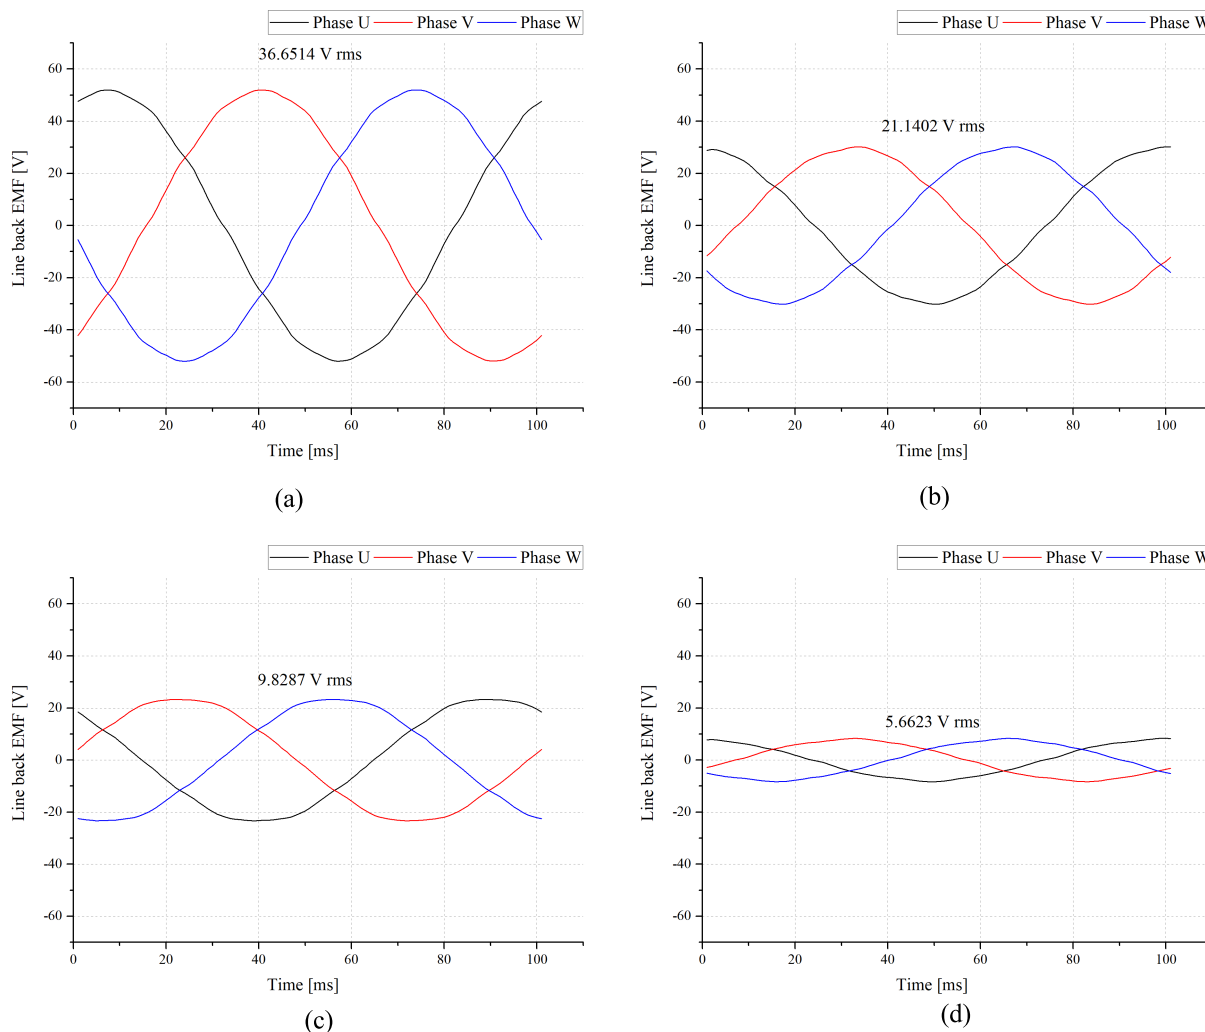 Phase U Phase V Phase W
36.6514 V rms
Line back EMF [V]
60
40
20
0
-20
-40
-60
0 20 40 60 80 100
Time [ms]
(a)
Phase U Phase V Phase W
21.1402 V rms
Line back EMF [V]
60
40
20
0
-20
-40
-60
0 20 40 60 80 100
Time [ms]
(b)
Phase U Phase V Phase W
9.8287 V rms
Line back EMF [V]
60
40
20
0
-20
-40
-60
0 20 40 60 80 100
Time [ms]
(c)
Phase U Phase V Phase W
5.6623 V rms
Line back EMF [V]
60
40
20
0
-20
-40
-60
0 20 40 60 80 100
Time [ms]
(d)